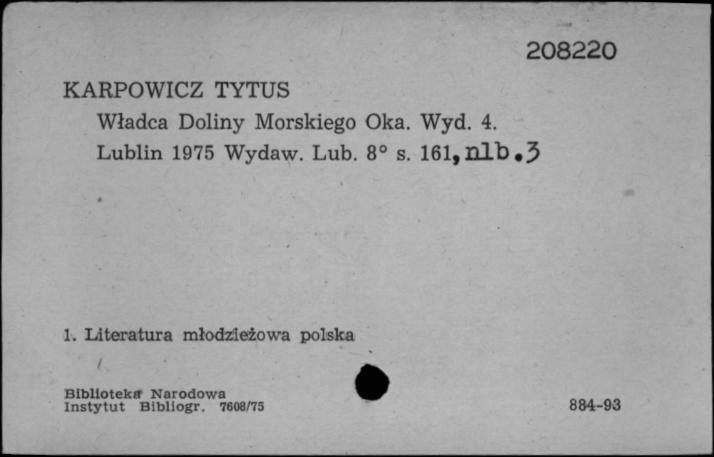 208220
KARPOWICZ TYTUS
Władca Doliny Morskiego Oka. Wyd. 4.
Lublin 1975 Wydaw. Lub. 8° s. 161, nlb.3
1. Literatura młodzieżowa polska
Biblioteka Narodowa
Instytut Bibliogr. 7608/75
884-93